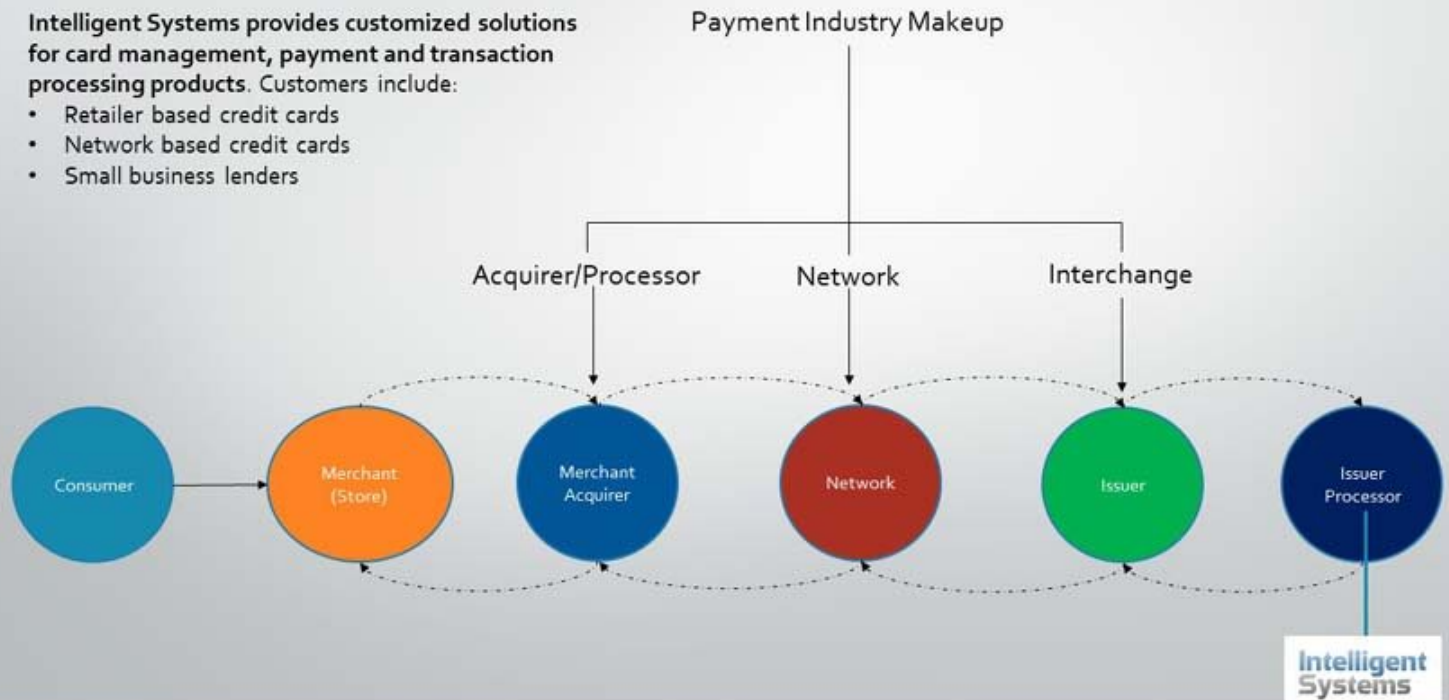 Intelligent Systems provides customized solutions
for card management, payment and transaction
processing products. Customers include:
• Retailer based credit cards
• Network based credit cards
• Small business lenders
Payment Industry Makeup
Acquirer/Processor
Network
Interchange
Consumer
Merchant
(Store)
Merchant
Acquirer
Network
Issuer
Issuer
Processor
Intelligent
Systems